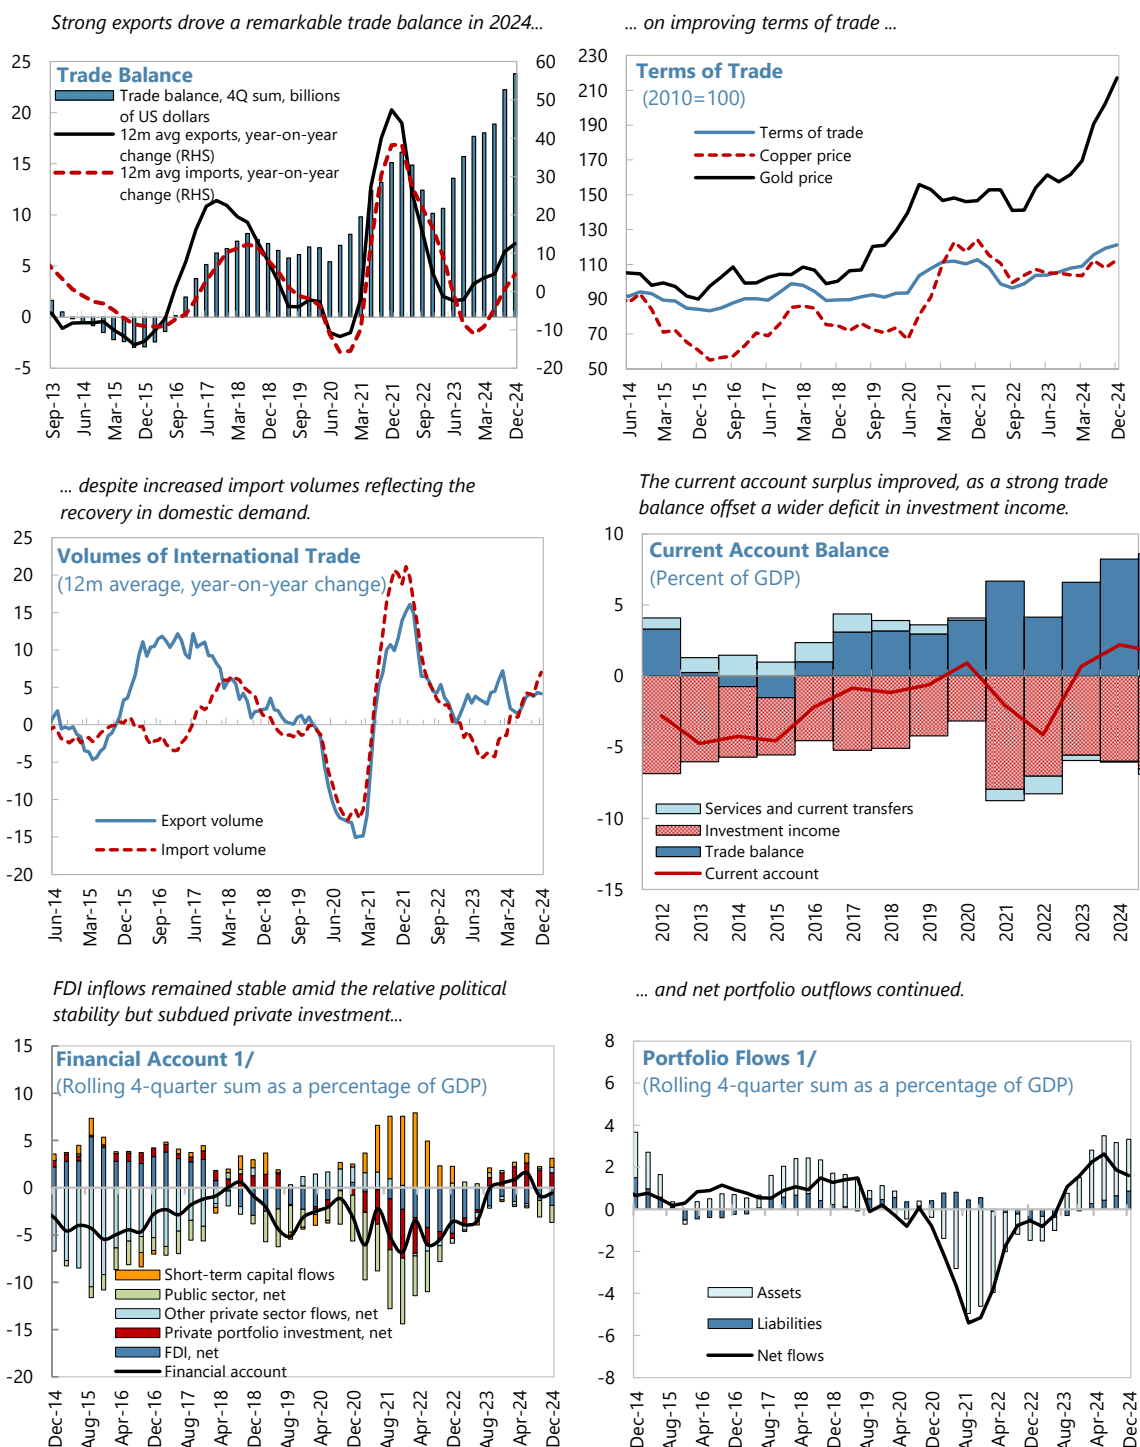 Strong exports drove a remarkable trade balance in 2024...
25
20
15
10
5
0
-5
60
50
40
30
20
10
0
-10
-20
Trade Balance
Trade balance, 4Q sum, billions
of US dollars
12m avg exports, year-on-year
change (RHS)
12m avg imports, year-on-year
change (RHS)
Sep-13
Jun-14
Mar-15
Dec-15
Sep-16
Jun-17
Mar-18
Dec-18
Sep-19
Jun-20
Mar-21
Dec-21
Sep-22
Jun-23
Mar-24
Dec-24
... on improving terms of trade ...
230
210
190
170
150
130
110
90
70
50
Terms of Trade
(2010=100)
Terms of trade
Copper price
Gold price
Jun-14
Mar-15
Dec-15
Sep-16
Jun-17
Mar-18
Dec-18
Sep-19
Jun-20
Mar-21
Dec-21
Sep-22
Jun-23
Mar-24
Dec-24
... despite increased import volumes reflecting the
recovery in domestic demand.
25
20
15
10
5
0
-5
-10
-15
-20
Volumes of International Trade
(12m average, year-on-year change)
Export volume
Import volume
Jun-14
Mar-15
Dec-15
Sep-16
Jun-17
Mar-18
Dec-18
Sep-19
Jun-20
Mar-21
Dec-21
Sep-22
Jun-23
Mar-24
Dec-24
The current account surplus improved, as a strong trade
balance offset a wider deficit in investment income.
10
5
0
-5
-10
-15
Current Account Balance
(Percent of GDP)
Services and current transfers
Investment income
Trade balance
Current account
2012
2013
2014
2015
2016
2017
2018
2019
2020
2021
2022
2023
2024
FDI inflows remained stable amid the relative political
stability but subdued private investment...
15
10
5
0
-5
-10
-15
-20
Financial Account 1/
(Rolling 4-quarter sum as a percentage of GDP)
Short-term capital flows
Public sector, net
Other private sector flows, net
Private portfolio investment, net
FDI, net
Financial account
Dec-14
Aug-15
Apr-16
Dec-16
Aug-17
Apr-18
Dec-18
Aug-19
Apr-20
Dec-20
Aug-21
Apr-22
Dec-22
Aug-23
Apr-24
Dec-24
... and net portfolio outflows continued.
8
6
4
2
0
-2
-4
-6
-8
Portfolio Flows 1/
(Rolling 4-quarter sum as a percentage of GDP)
Assets
Liabilities
Net flows
Dec-14
Aug-15
Apr-16
Dec-16
Aug-17
Apr-18
Dec-18
Aug-19
Apr-20
Dec-20
Aug-21
Apr-22
Dec-22
Aug-23
Apr-24
Dec-24